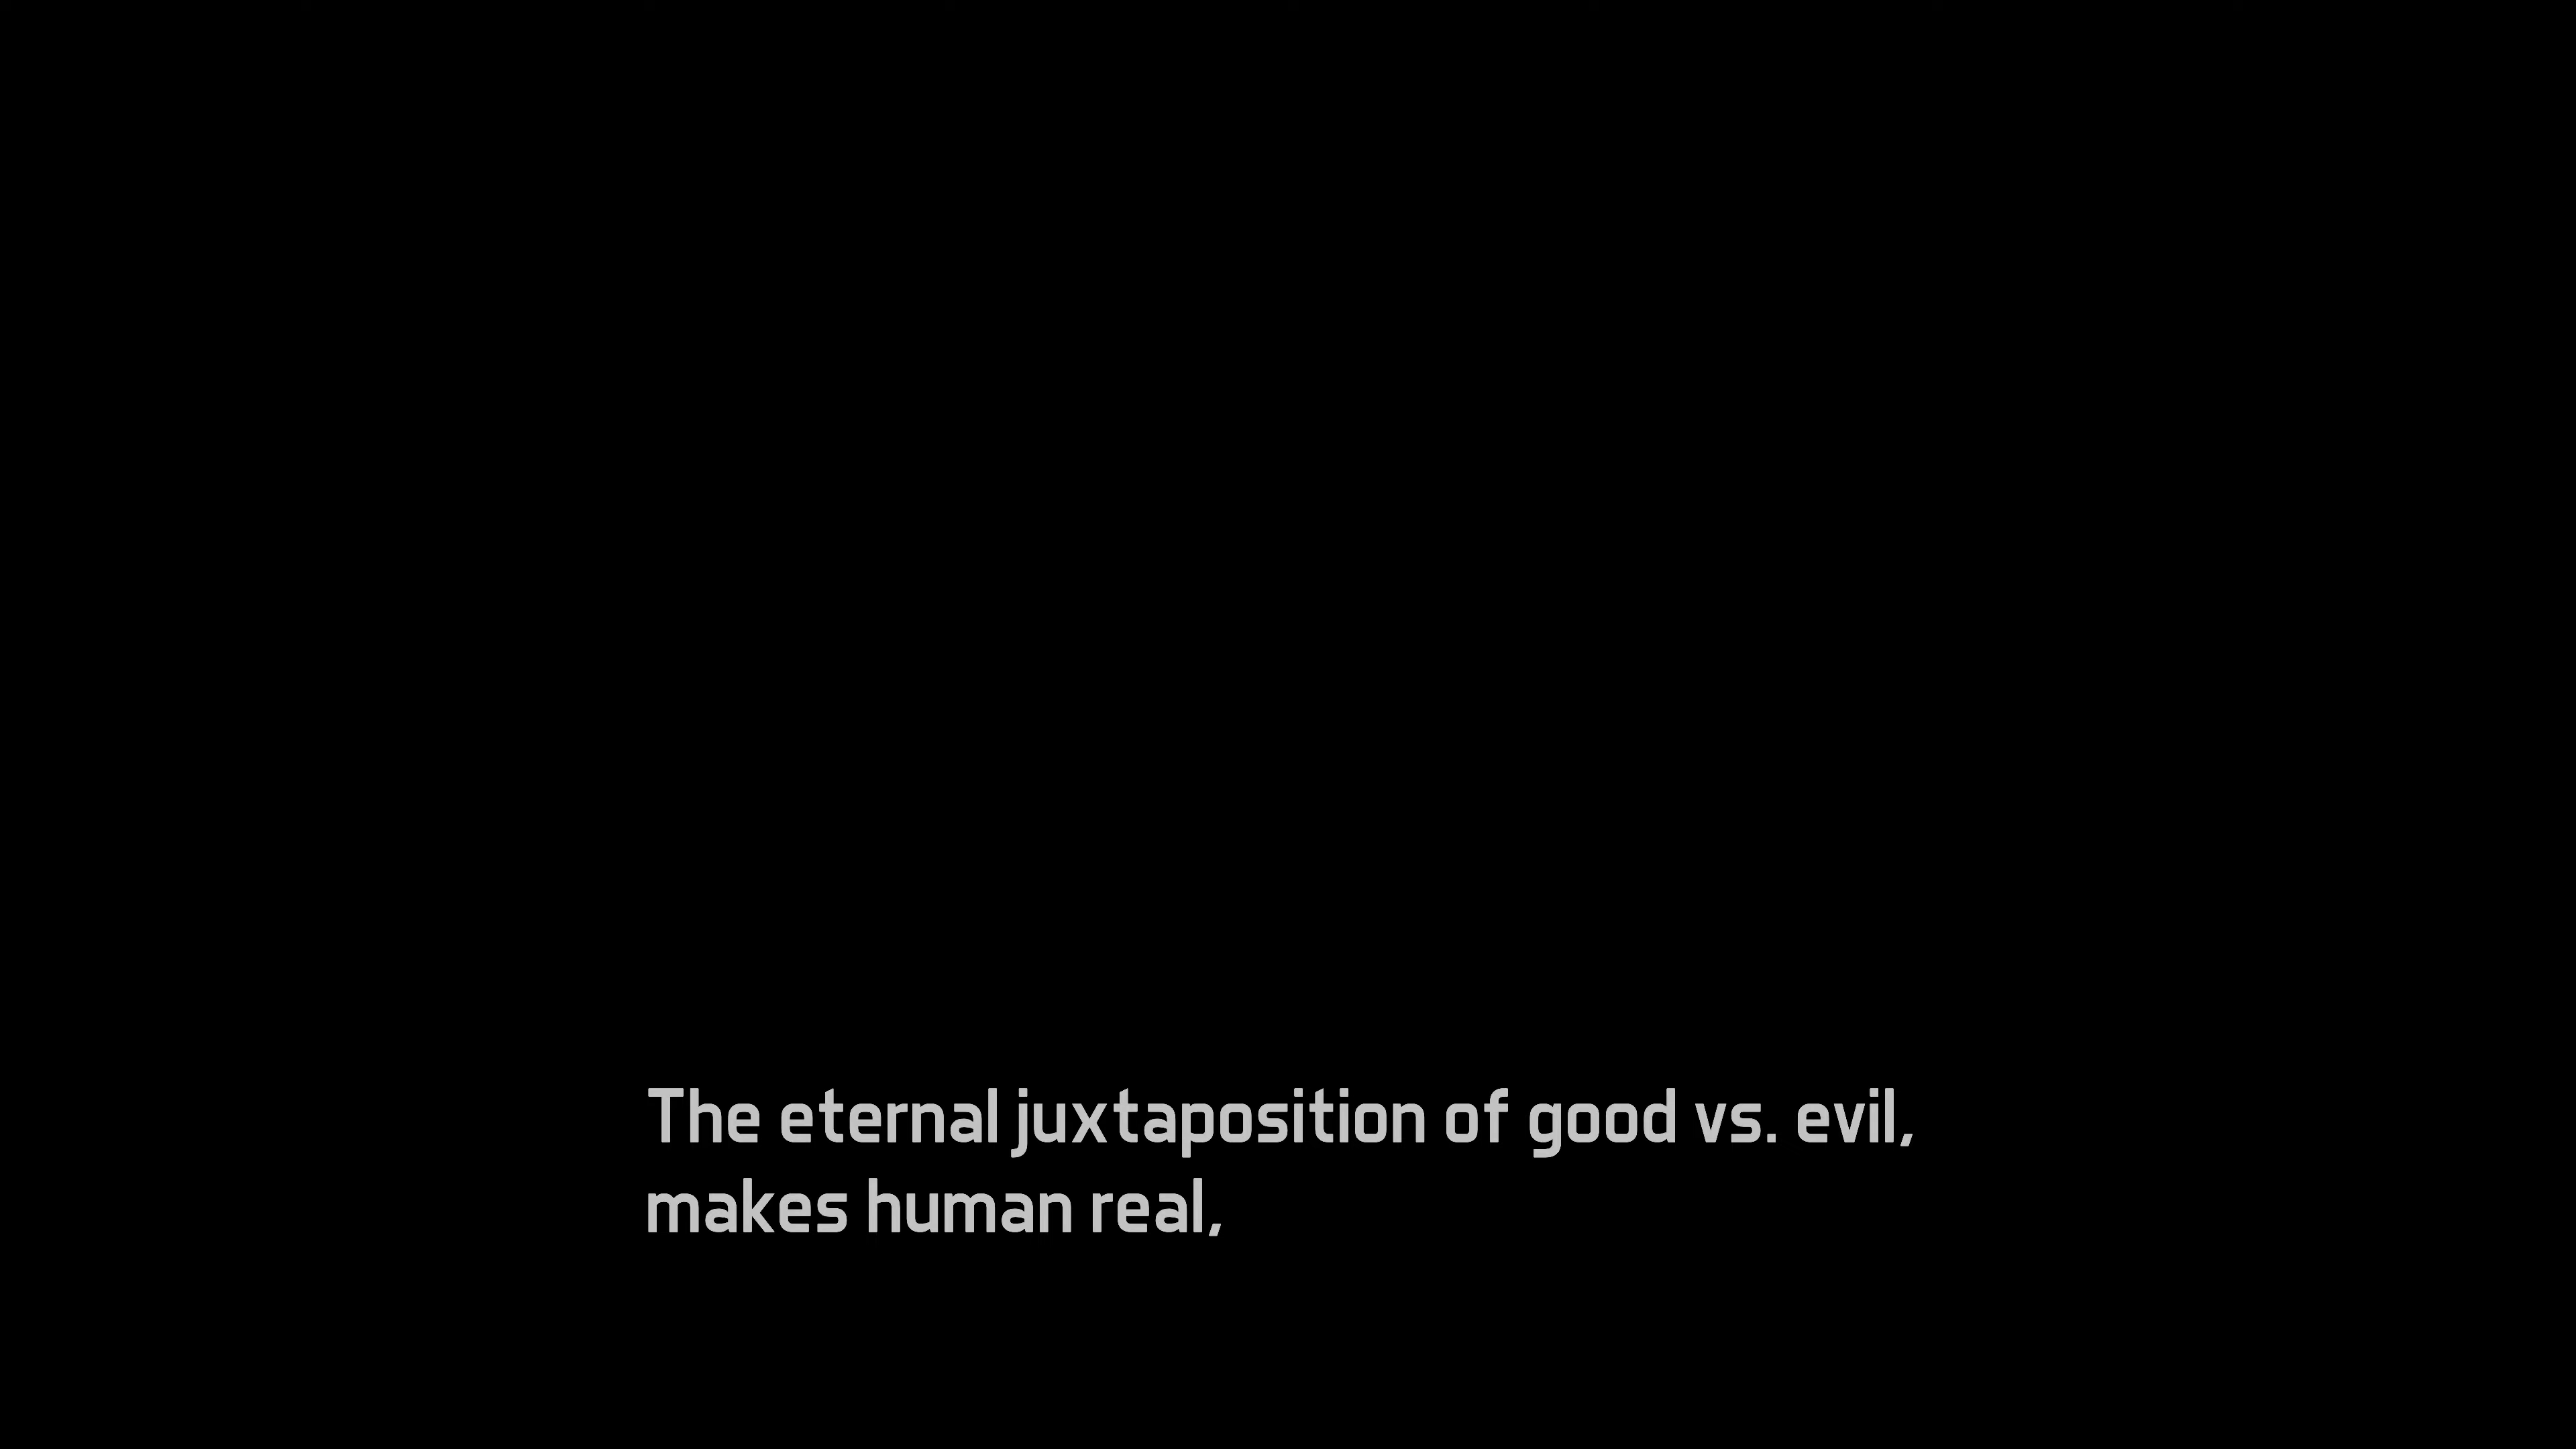 The eternal juxtaposition of good vs. evil,
makes human real,